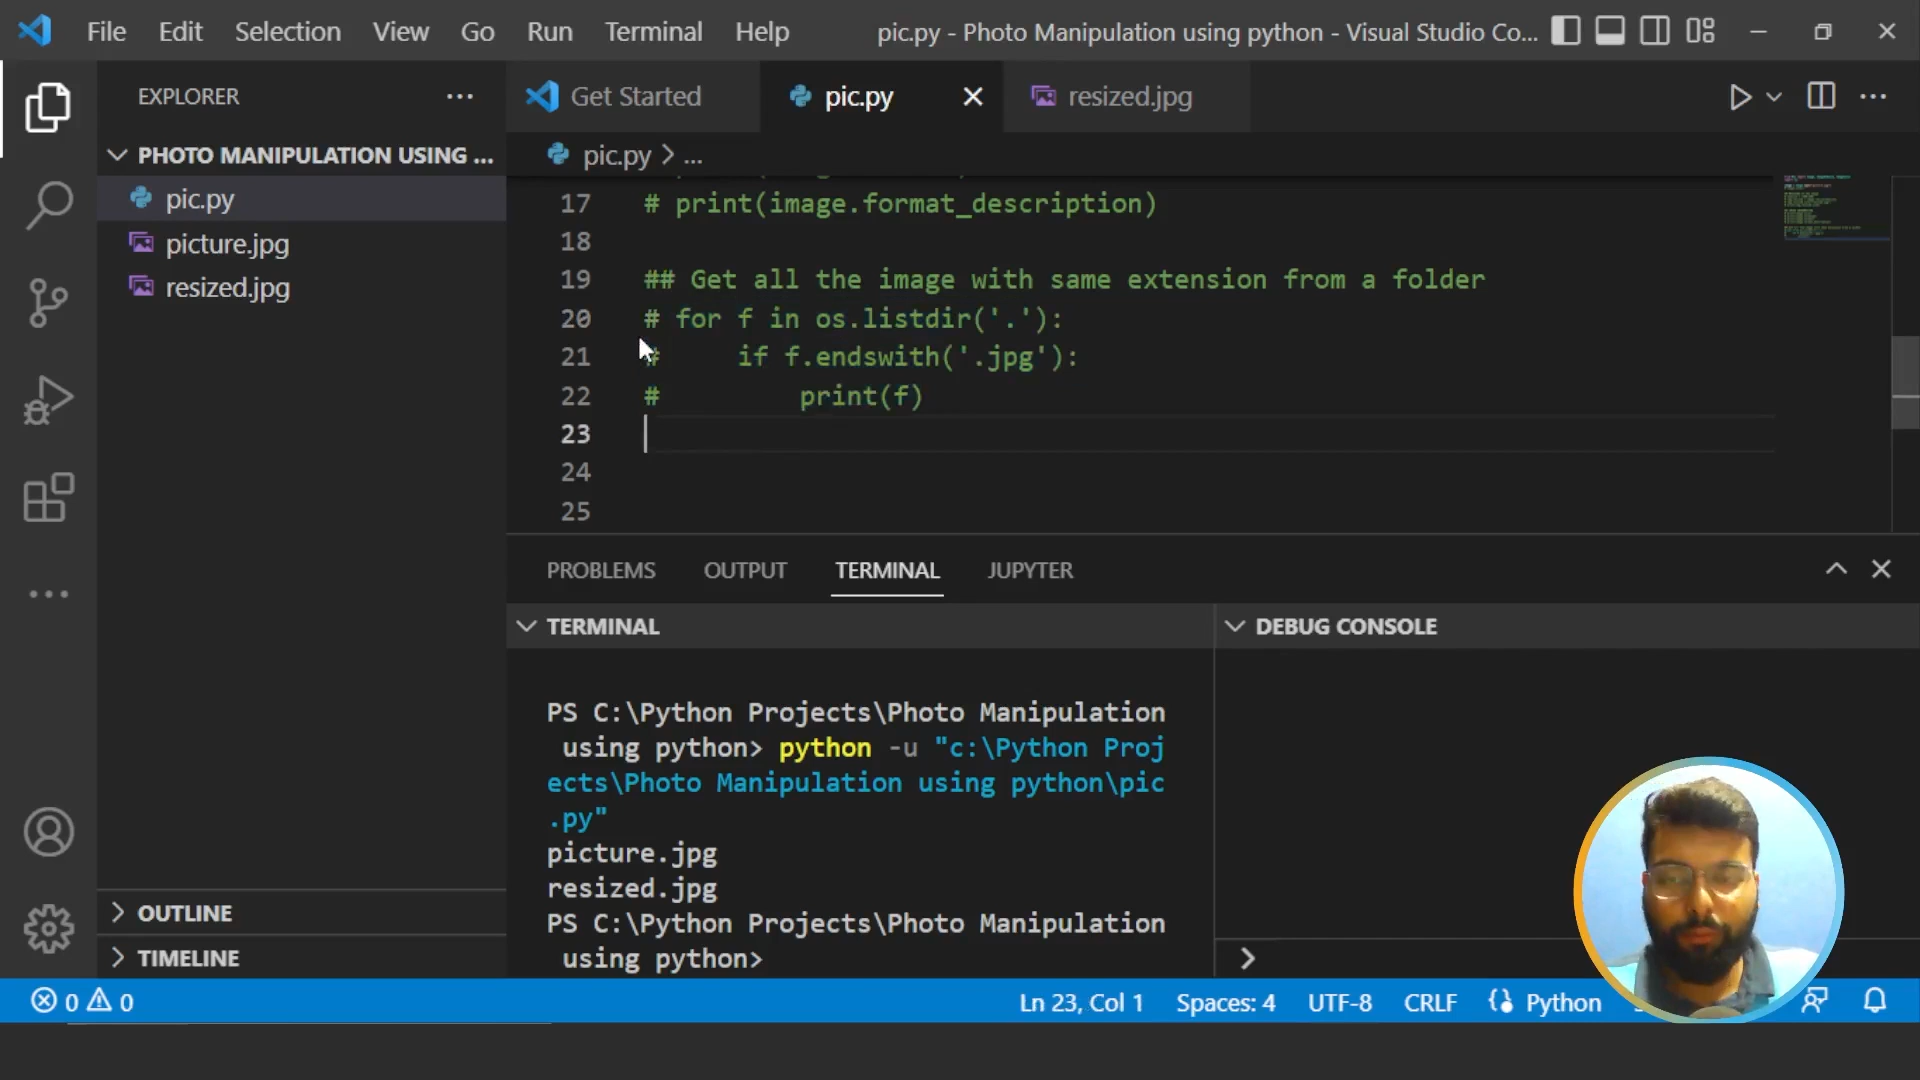 File Edit Selection View Go Run Terminal Help pic.py - Photo Manipulation using python - Visual Studio Co...
EXPLORER
PHOTO MANIPULATION USING ...
pic.py
picture.jpg
resized.jpg
OUTLINE
TIMELINE
Get Started pic.py resized.jpg
pic.py > ...
17 # print(image.format_description)
18
19 ## Get all the image with same extension from a folder
20 # for f in os.listdir('.'):
21 #     if f.endswith('.jpg'):
22 #         print(f)
23
24
25
PROBLEMS OUTPUT TERMINAL JUPYTER
TERMINAL
PS C:\Python Projects\Photo Manipulation
using python> python -u "c:\Python Proj
ects\Photo Manipulation using python\pic
.py"
picture.jpg
resized.jpg
PS C:\Python Projects\Photo Manipulation
using python>
DEBUG CONSOLE
0 0 Ln 23, Col 1 Spaces: 4 UTF-8 CRLF Python